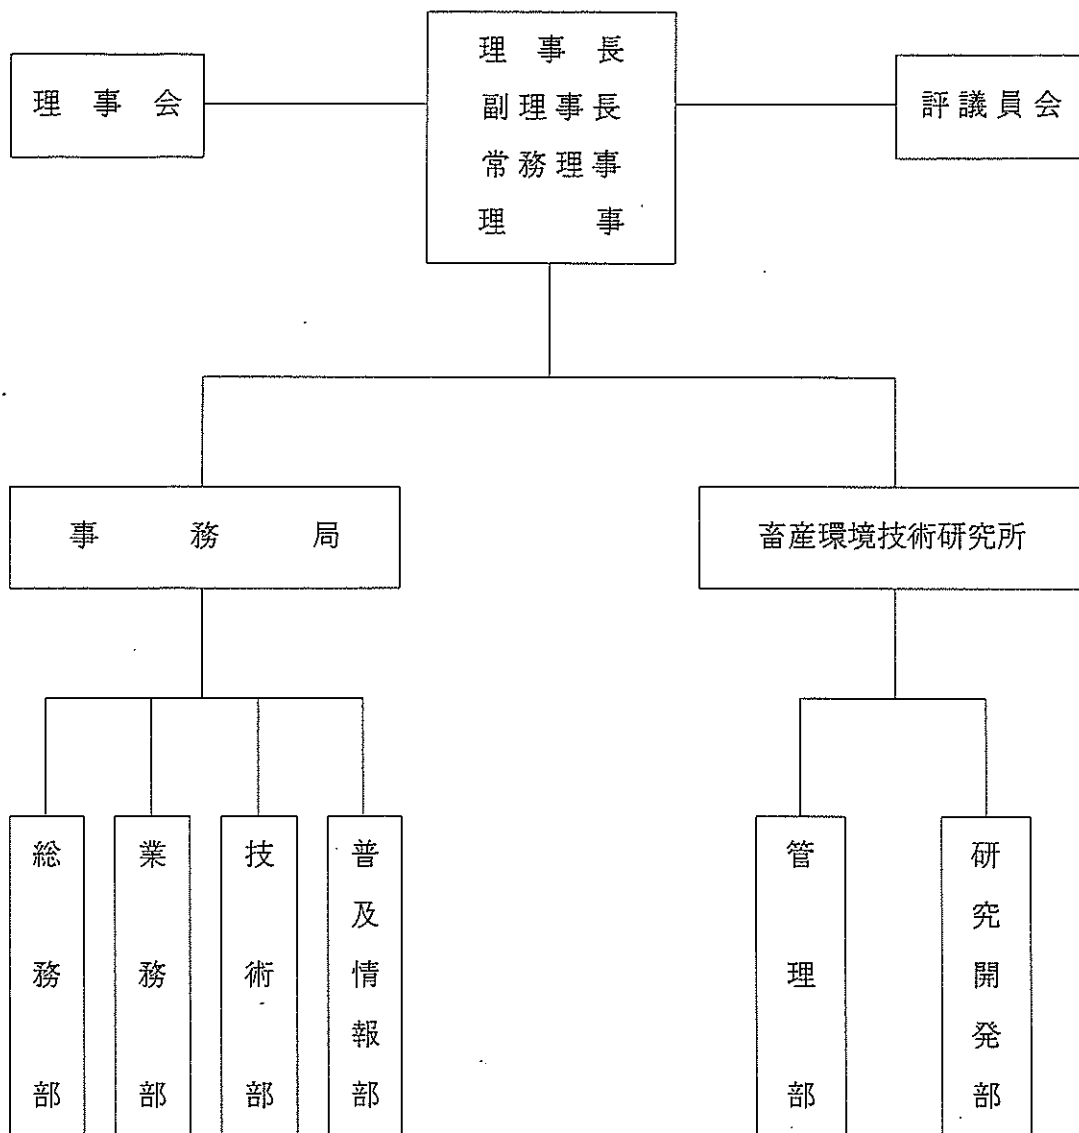 理事会
理事長
副理事長
常務理事
理事
評議員会
事務局
畜産環境技術研究所
総務部
業務部
技術部
普及情報部
管理部
研究開発部